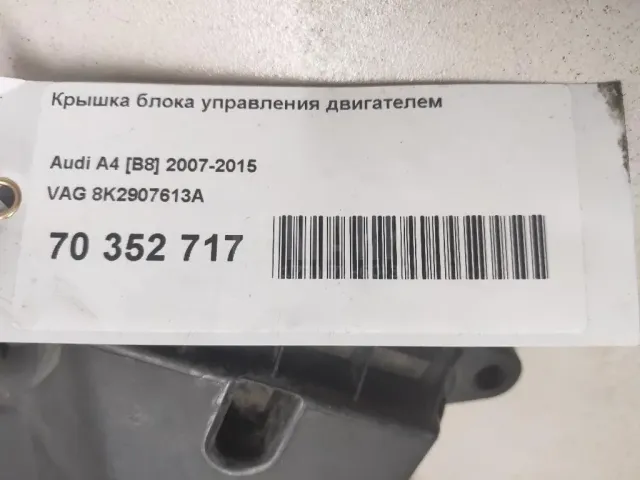 Крышка блока управления двигателем
Audi A4 [B8] 2007-2015
VAG 8K2907613A
70 352 717